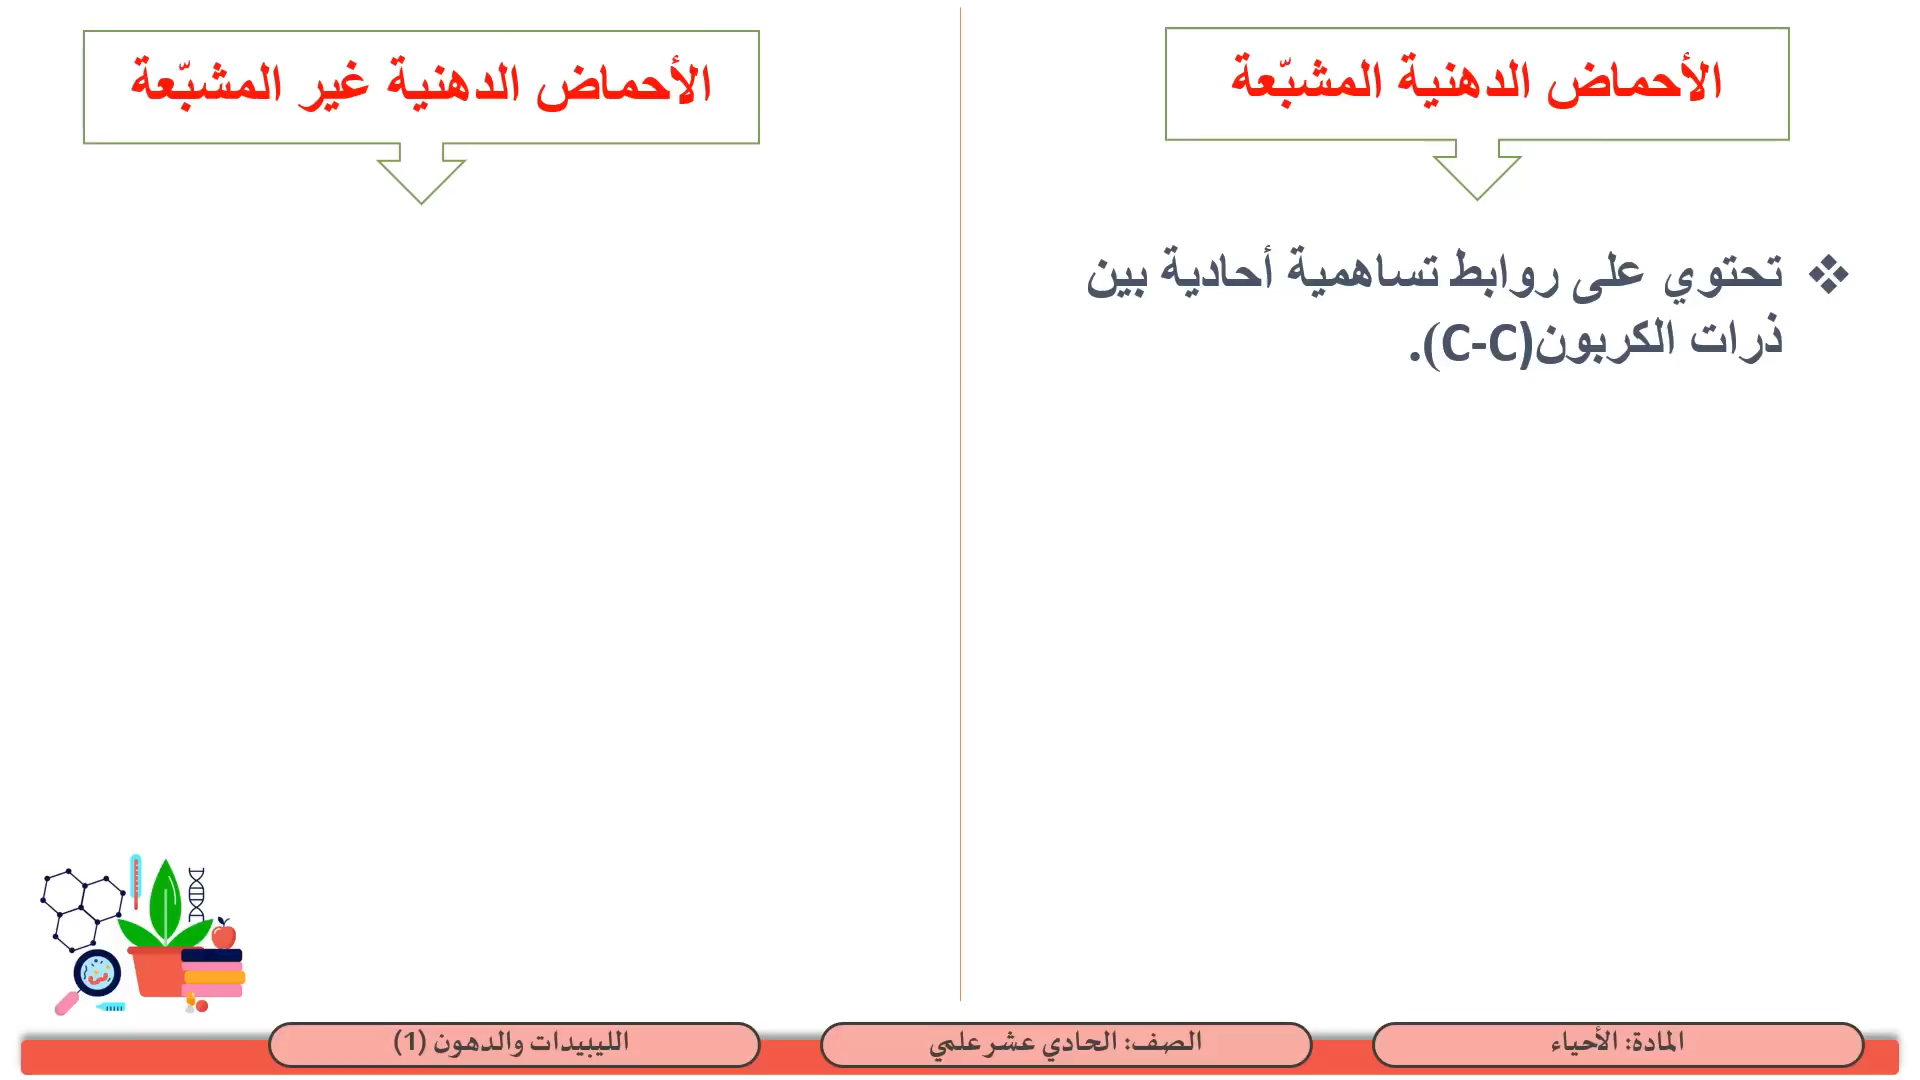 الأحماض الدهنية المشبّعة
❖ تحتوي على روابط تساهمية أحادية بين
ذرات الكربون(C-C).
الأحماض الدهنية غير المشبّعة
المادة: الأحياء
الصف: الحادي عشر علمي
الليبيدات والدهون (1)